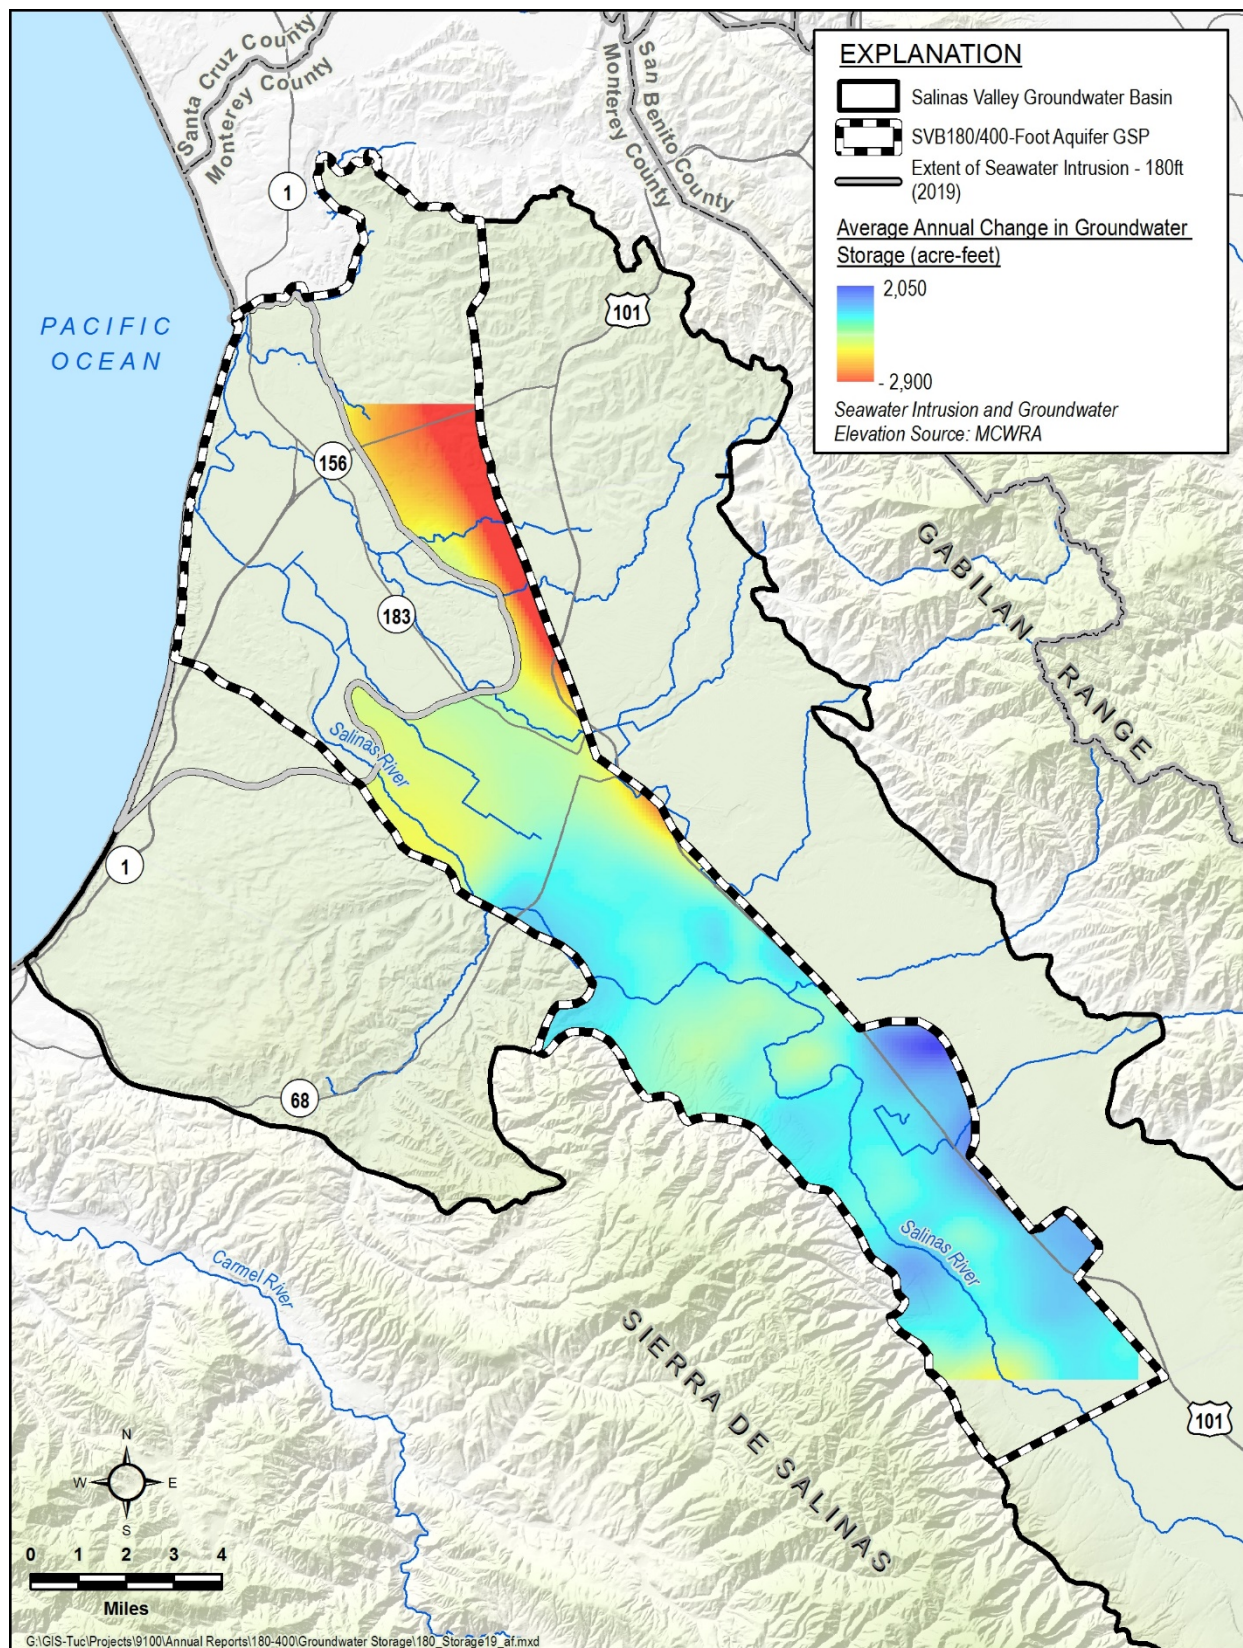 EXPLANATION
Salinas Valley Groundwater Basin
SVB180/400-Foot Aquifer GSP
Extent of Seawater Intrusion - 180ft
(2019)
Average Annual Change in Groundwater
Storage (acre-feet)
2,050
- 2,900
Seawater Intrusion and Groundwater
Elevation Source: MCWRA
Santa Cruz County
Monterey County
San Benito County
Monterey County
1
101
PACIFIC
OCEAN
156
183
GABILAN RANGE
Salinas River
1
68
Salinas River
Carmel River
SIERRA DE SALINAS
101
N
W E
S
0 1 2 3 4
Miles
G:\GIS-Tuc\Projects\9100\Annual Reports\180-400\Groundwater Storage\180_Storage19_af.mxd